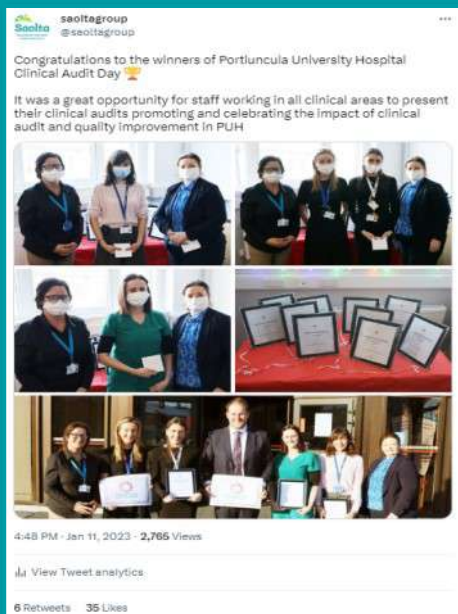 saoltagroup
Saolta
@saoltagroup
Congratulations to the winners of Portiuncula University Hospital
Clinical Audit Day 🏆
It was a great opportunity for staff working in all clinical areas to present
their clinical audits promoting and celebrating the impact of clinical
audit and quality improvement in PUH
4:48 PM · Jan 11, 2023 · 2,765 Views
View Tweet analytics
6 Retweets 35 Likes